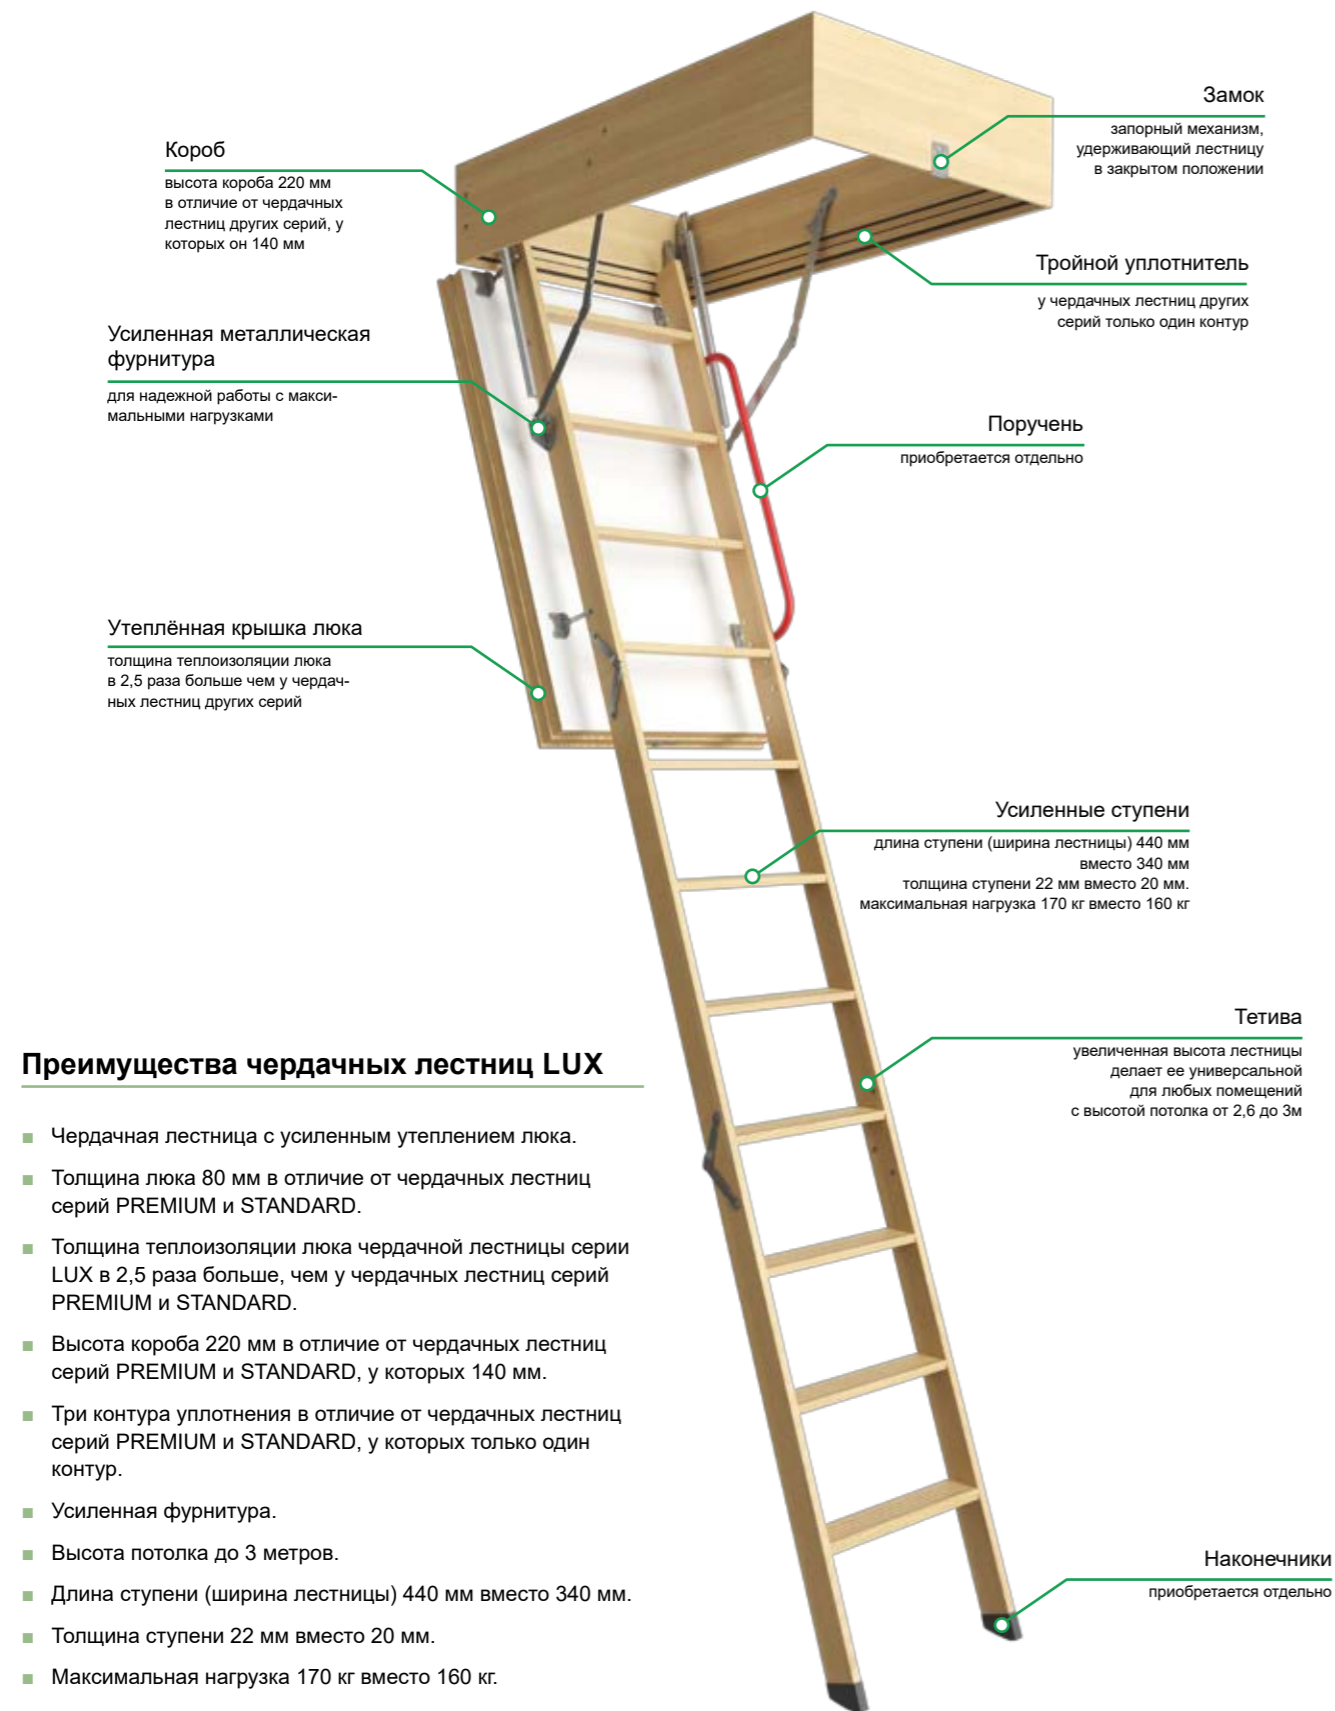 Замок
запорный механизм,
удерживающий лестницу
в закрытом положении
Короб
высота короба 220 мм
в отличие от чердачных
лестниц других серий, у
которых он 140 мм
Тройной уплотнитель
у чердачных лестниц других
серий только один контур
Усиленная металлическая
фурнитура
для надежной работы с макси-
мальными нагрузками
Поручень
приобретается отдельно
Утеплённая крышка люка
толщина теплоизоляции люка
в 2,5 раза больше чем у чердач-
ных лестниц других серий
Усиленные ступени
длина ступени (ширина лестницы) 440 мм
вместо 340 мм
толщина ступени 22 мм вместо 20 мм.
максимальная нагрузка 170 кг вместо 160 кг
Тетива
увеличенная высота лестницы
делает ее универсальной
для любых помещений
с высотой потолка от 2,6 до 3м
Преимущества чердачных лестниц LUX
Чердачная лестница с усиленным утеплением люка.
Толщина люка 80 мм в отличие от чердачных лестниц
серий PREMIUM и STANDARD.
Толщина теплоизоляции люка чердачной лестницы серии
LUX в 2,5 раза больше, чем у чердачных лестниц серий
PREMIUM и STANDARD.
Высота короба 220 мм в отличие от чердачных лестниц
серий PREMIUM и STANDARD, у которых 140 мм.
Три контура уплотнения в отличие от чердачных лестниц
серий PREMIUM и STANDARD, у которых только один
контур.
Усиленная фурнитура.
Высота потолка до 3 метров.
Длина ступени (ширина лестницы) 440 мм вместо 340 мм.
Толщина ступени 22 мм вместо 20 мм.
Максимальная нагрузка 170 кг вместо 160 кг.
Наконечники
приобретается отдельно